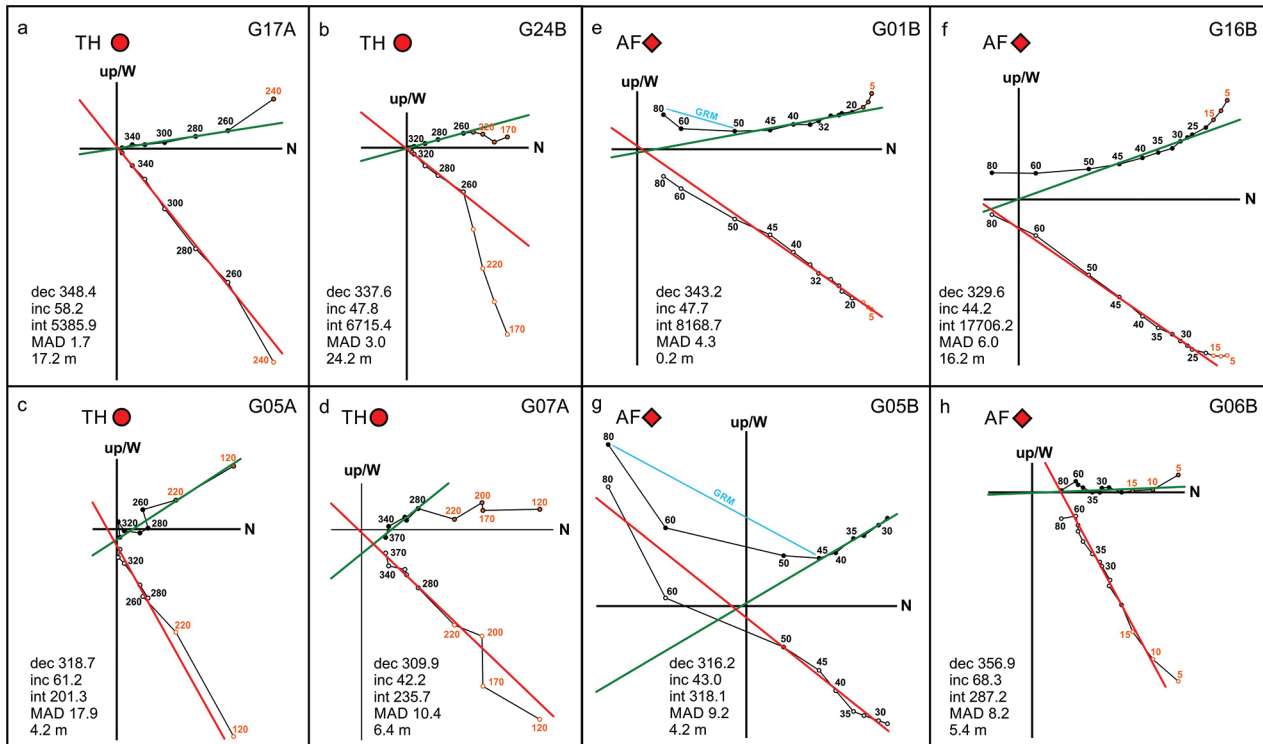 a
G17A
TH
up/W
240
340
300
280
260
N
340
300
280
260
240
dec 348.4
inc 58.2
int 5385.9
MAD 1.7
17.2 m
b
G24B
TH
up/W
320
280
260
220
170
N
320
280
260
220
170
dec 337.6
inc 47.8
int 6715.4
MAD 3.0
24.2 m
e
G01B
AF
up/W
80
GRM
60
50
45
40
32
20
5
N
80
60
50
45
40
32
20
5
dec 343.2
inc 47.7
int 8168.7
MAD 4.3
0.2 m
f
G16B
AF
up/W
5
15
80
60
50
45
40
35
30
25
N
80
60
50
45
40
35
30
25
15
5
dec 329.6
inc 44.2
int 17706.2
MAD 6.0
16.2 m
c
G05A
TH
up/W
120
220
260
320
280
N
320
260
280
220
120
dec 318.7
inc 61.2
int 201.3
MAD 17.9
4.2 m
d
G07A
TH
up/W
280
340
200
220
170
120
N
370
370
340
280
220
200
170
120
dec 309.9
inc 42.2
int 235.7
MAD 10.4
6.4 m
g
G05B
AF
up/W
80
80
GRM
60
50
45
40
35
30
N
60
50
45
40
35
30
dec 316.2
inc 43.0
int 318.1
MAD 9.2
4.2 m
h
G06B
AF
up/W
5
60
80
30
35
15
10
N
80
60
35
30
15
10
5
dec 356.9
inc 68.3
int 287.2
MAD 8.2
5.4 m